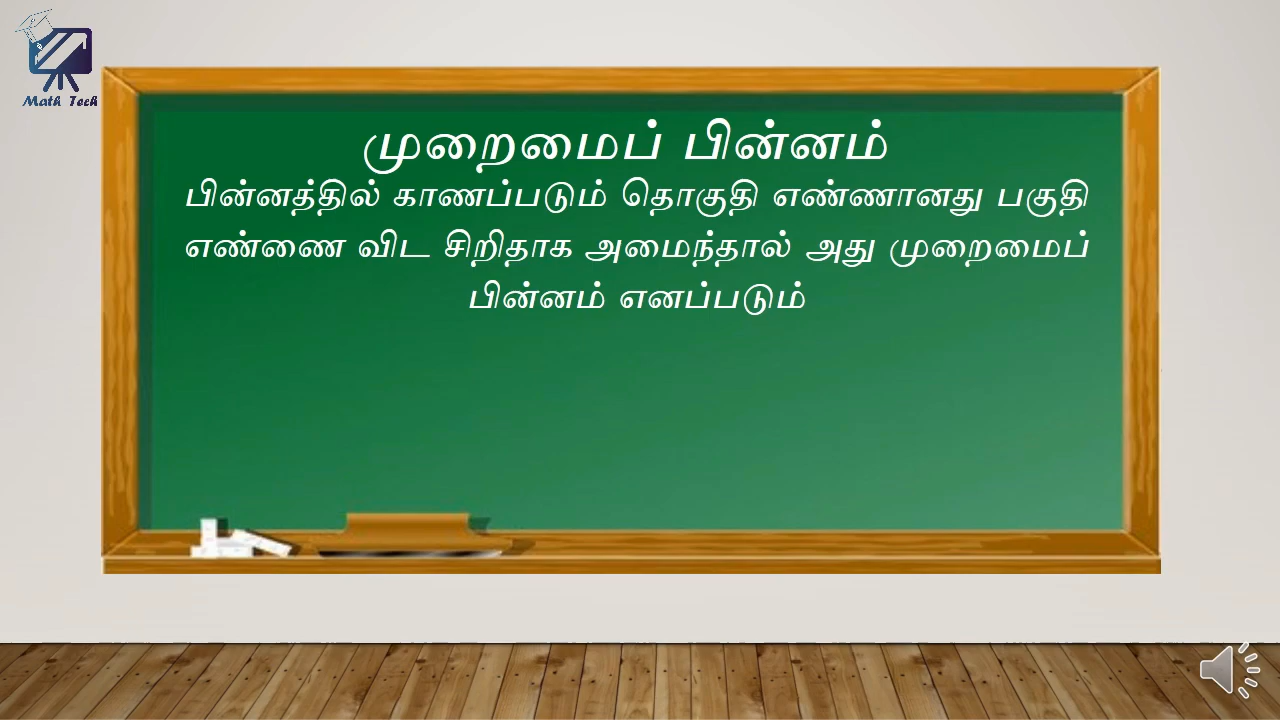 Math Tech
முறைமைப் பின்னம்
பின்னத்தில் காணப்படும் தொகுதி எண்ணானது பகுதி
எண்ணை விட சிறிதாக அமைந்தால் அது முறைமைப்
பின்னம் எனப்படும்